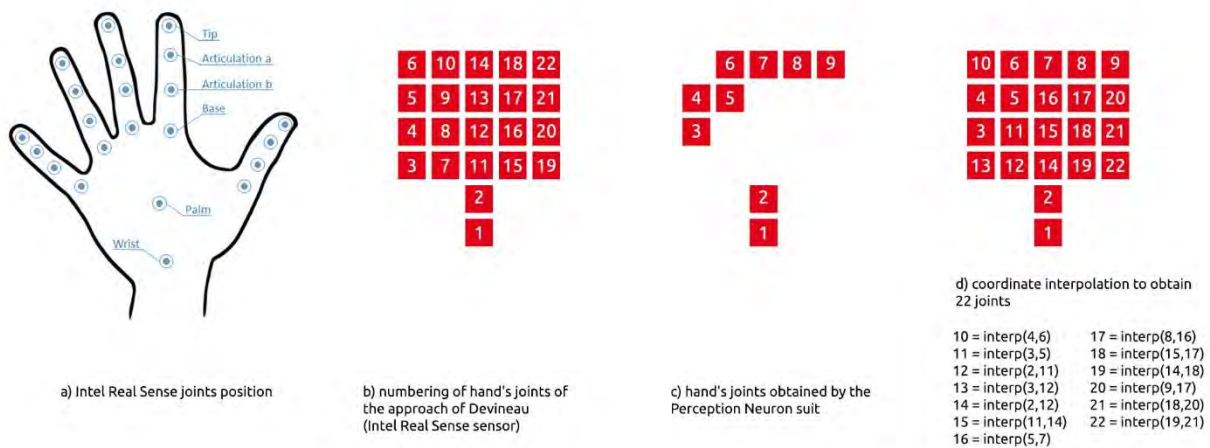 Tip
Articulation a
Articulation b
Base
Palm
Wrist
a) Intel Real Sense joints position
6 10 14 18 22
5 9 13 17 21
4 8 12 16 20
3 7 11 15 19
2
1
b) numbering of hand's joints of
the approach of Devineau
(Intel Real Sense sensor)
6 7 8 9
4 5
3
2
1
c) hand's joints obtained by the
Perception Neuron suit
10 6 7 8 9
4 5 16 17 20
3 11 15 18 21
13 12 14 19 22
2
1
d) coordinate interpolation to obtain
22 joints
10 = interp(4,6)
11 = interp(3,5)
12 = interp(2,11)
13 = interp(3,12)
14 = interp(2,12)
15 = interp(11,14)
16 = interp(5,7)
17 = interp(8,16)
18 = interp(15,17)
19 = interp(14,18)
20 = interp(9,17)
21 = interp(18,20)
22 = interp(19,21)